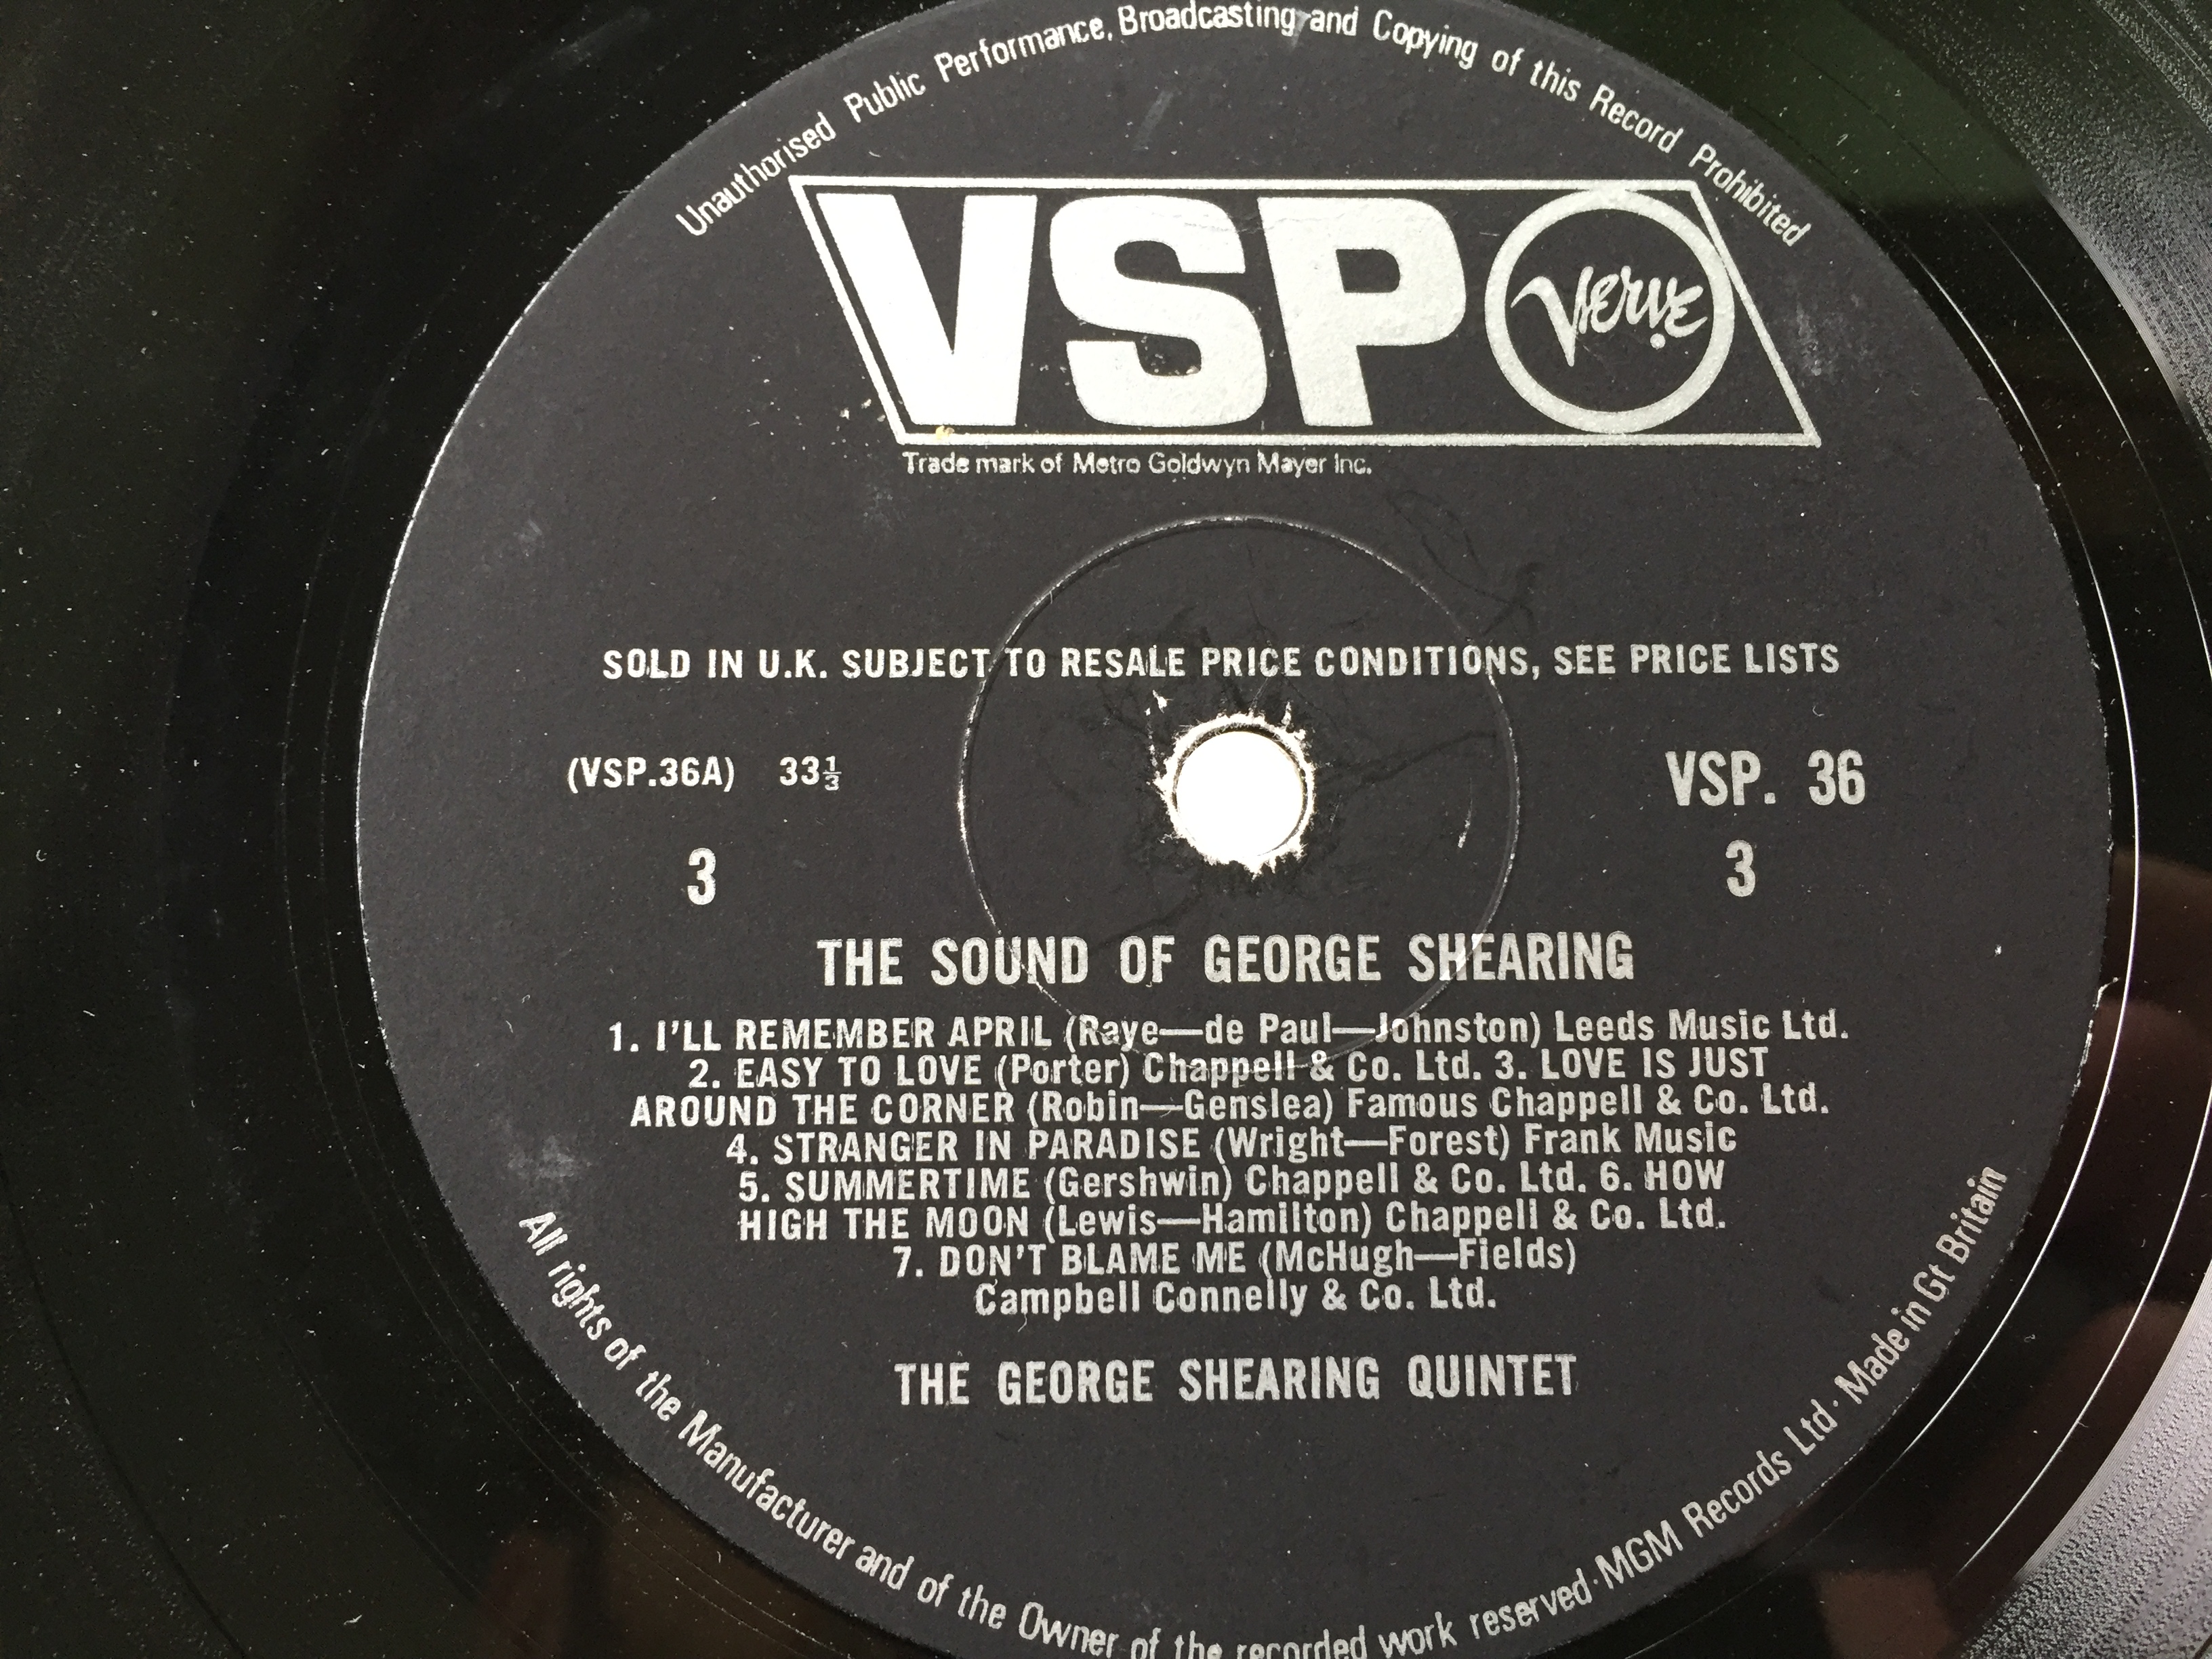 Unauthorised Public Performance, Broadcasting and Copying of this Record Prohibited
VSP Verve
Trade mark of Metro Goldwyn Mayer Inc.
SOLD IN U.K. SUBJECT TO RESALE PRICE CONDITIONS, SEE PRICE LISTS
(VSP.36A) 33⅓ VSP. 36
3 3
THE SOUND OF GEORGE SHEARING
1. I'LL REMEMBER APRIL (Raye—de Paul—Johnston) Leeds Music Ltd.
2. EASY TO LOVE (Porter) Chappell & Co. Ltd. 3. LOVE IS JUST
AROUND THE CORNER (Robin—Genslea) Famous Chappell & Co. Ltd.
4. STRANGER IN PARADISE (Wright—Forest) Frank Music
5. SUMMERTIME (Gershwin) Chappell & Co. Ltd. 6. HOW
HIGH THE MOON (Lewis—Hamilton) Chappell & Co. Ltd.
7. DON'T BLAME ME (McHugh—Fields)
Campbell Connelly & Co. Ltd.
THE GEORGE SHEARING QUINTET
All rights of the Manufacturer and of the Owner of the recorded work reserved · MGM Records Ltd · Made in Gt Britain